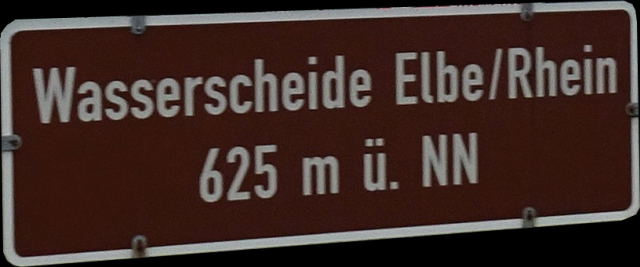 Wasserscheide Elbe/Rhein
625 m ü. NN